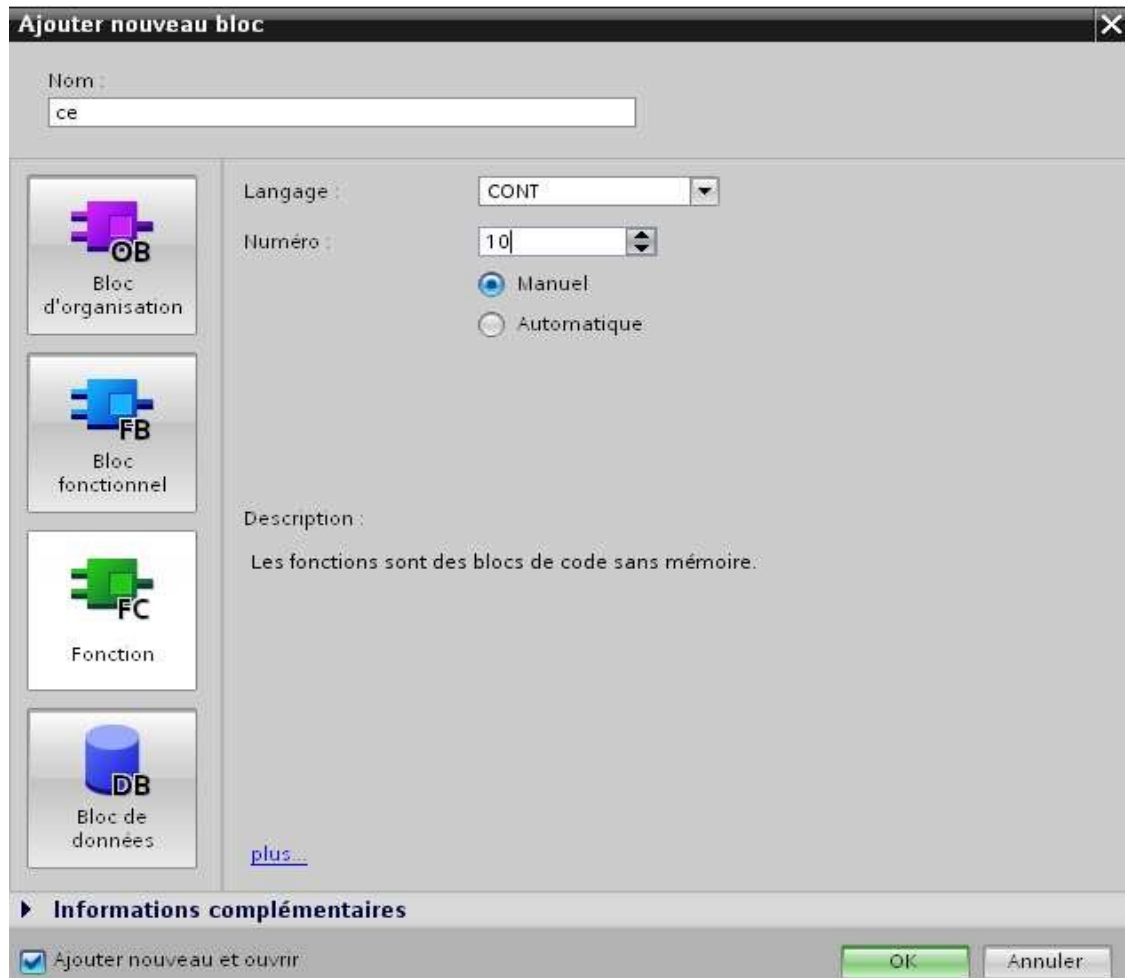 Ajouter nouveau bloc
Nom :
ce
OB
Bloc
d'organisation
FB
Bloc
fonctionnel
FC
Fonction
DB
Bloc de
données
Langage :
CONT
Numéro :
10
Manuel
Automatique
Description :
Les fonctions sont des blocs de code sans mémoire.
plus...
Informations complémentaires
Ajouter nouveau et ouvrir
OK
Annuler